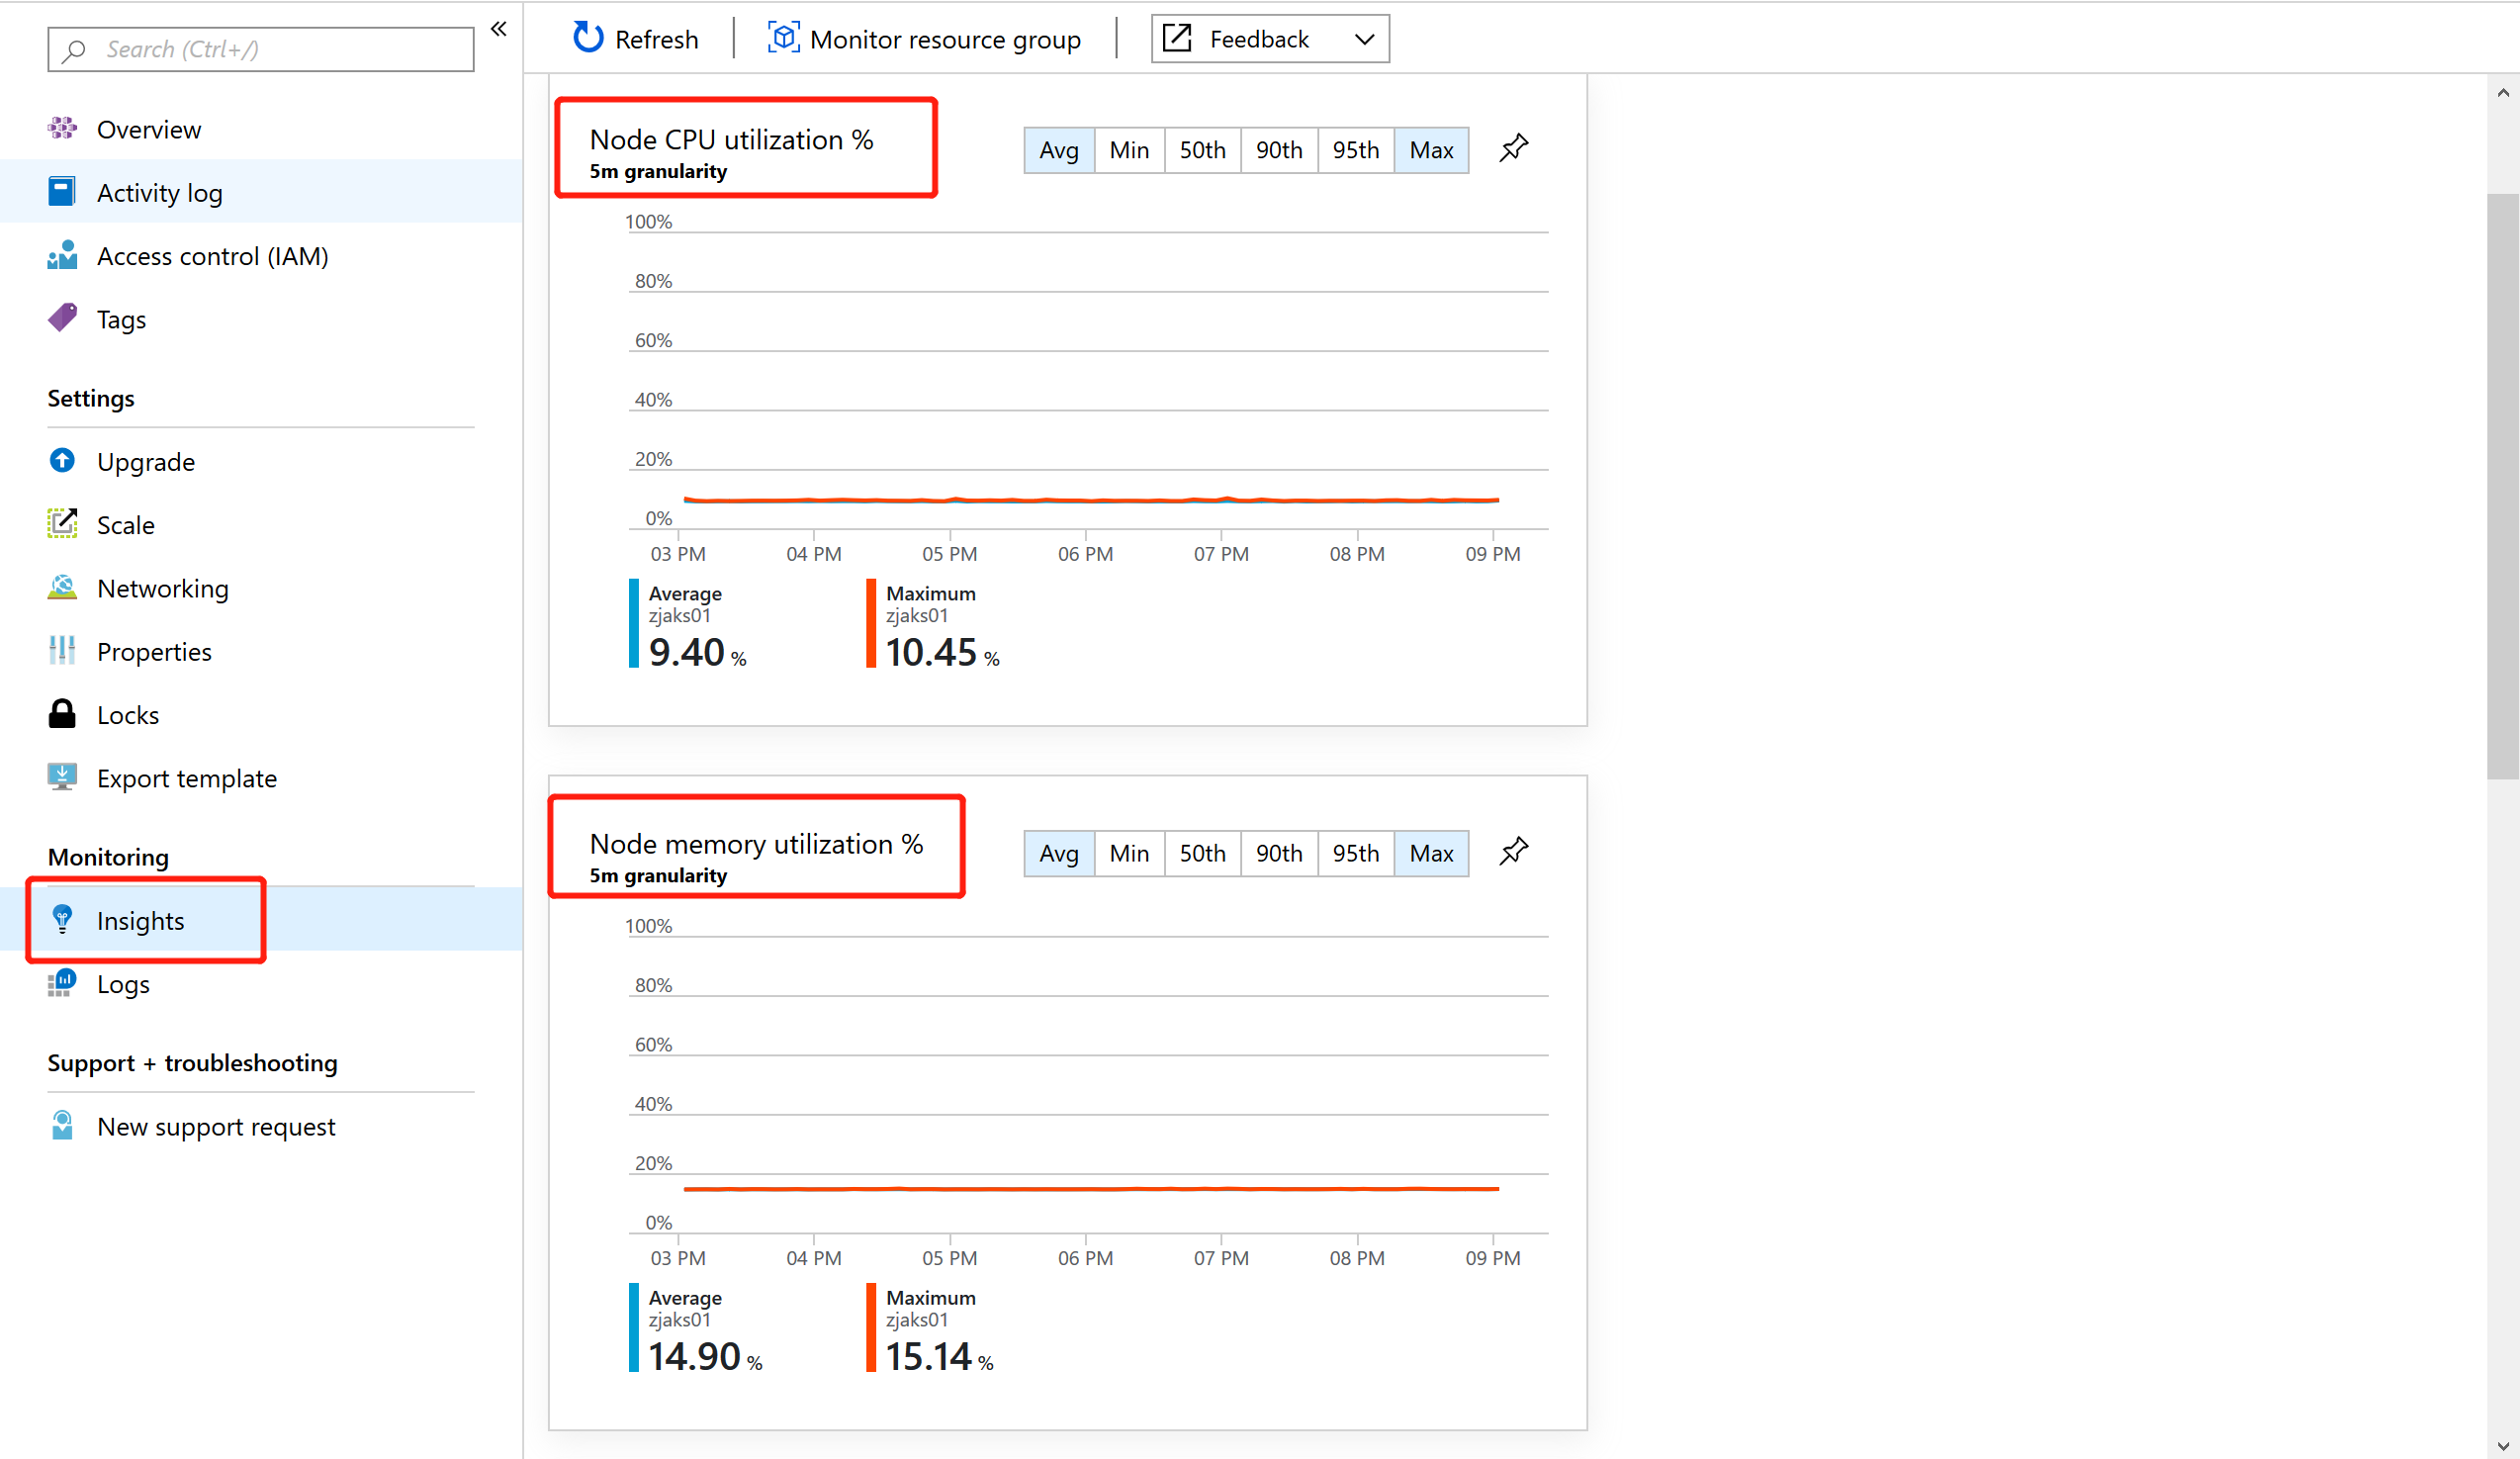 Search (Ctrl+/)
«
Overview
Activity log
Access control (IAM)
Tags
Settings
Upgrade
Scale
Networking
Properties
Locks
Export template
Monitoring
Insights
Logs
Support + troubleshooting
New support request
Refresh
Monitor resource group
Feedback
Node CPU utilization %
5m granularity
Avg Min 50th 90th 95th Max
100%
80%
60%
40%
20%
0%
03 PM 04 PM 05 PM 06 PM 07 PM 08 PM 09 PM
Average
zjaks01
9.40 %
Maximum
zjaks01
10.45 %
Node memory utilization %
5m granularity
Avg Min 50th 90th 95th Max
100%
80%
60%
40%
20%
0%
03 PM 04 PM 05 PM 06 PM 07 PM 08 PM 09 PM
Average
zjaks01
14.90 %
Maximum
zjaks01
15.14 %